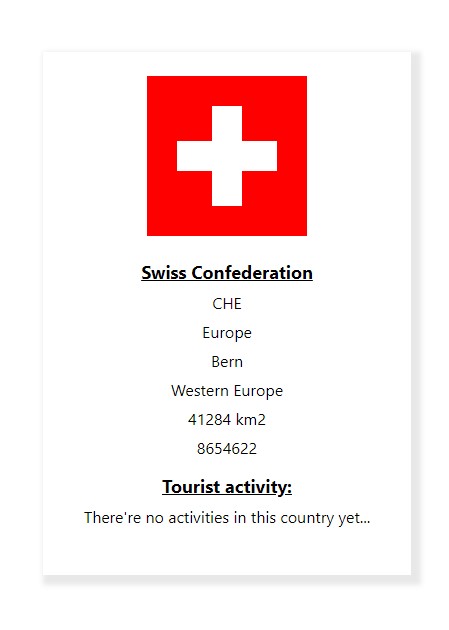 Swiss Confederation
CHE
Europe
Bern
Western Europe
41284 km2
8654622
Tourist activity:
There're no activities in this country yet...